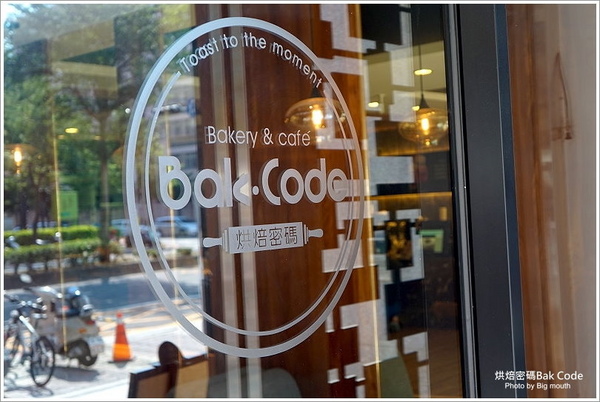 Toast to the moment
Bakery & café
Bak·Code
烘焙密碼
烘焙密碼Bak Code
Photo by Big mouth